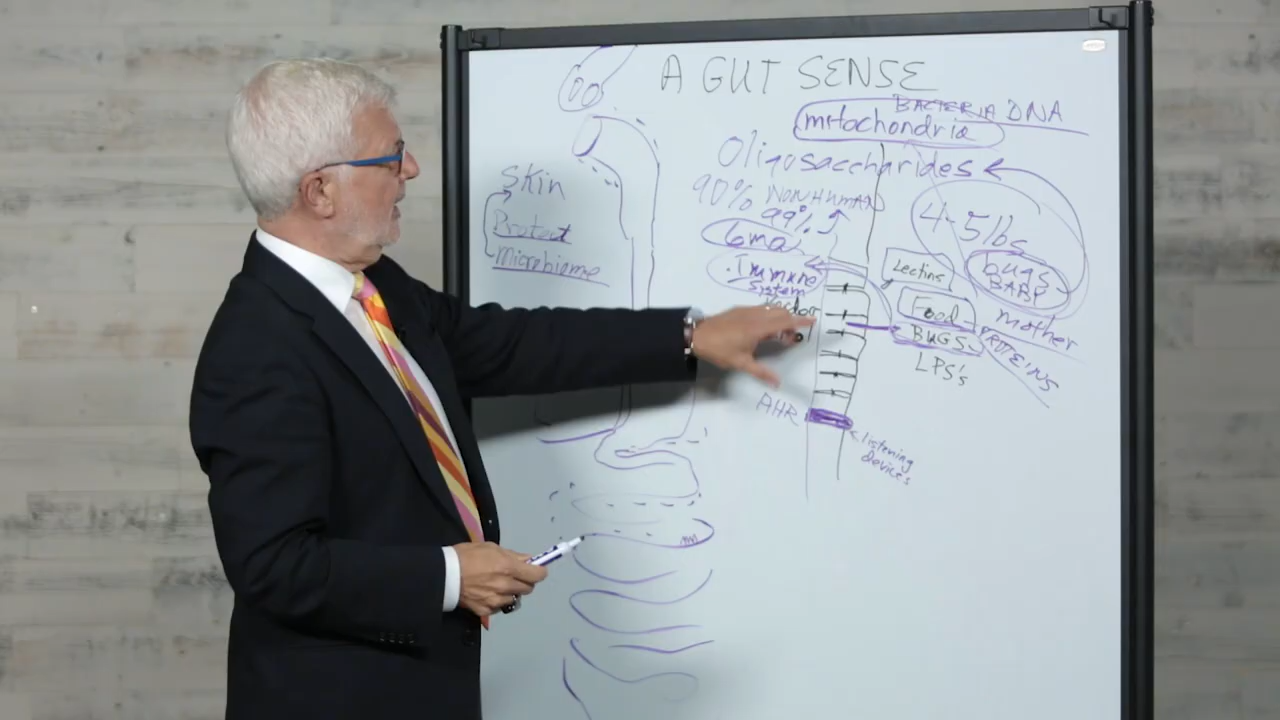 A GUT SENSE
BACTERIA DNA
mitochondria
Oligosaccharides
90% NONHUMAN
99%
Skin
Protect
Microbiome
4-5lbs
bugs
BABY
mother
Immune
System
Lectins
Food
BUGS
PROTEINS
LPS's
AHR
listening
devices